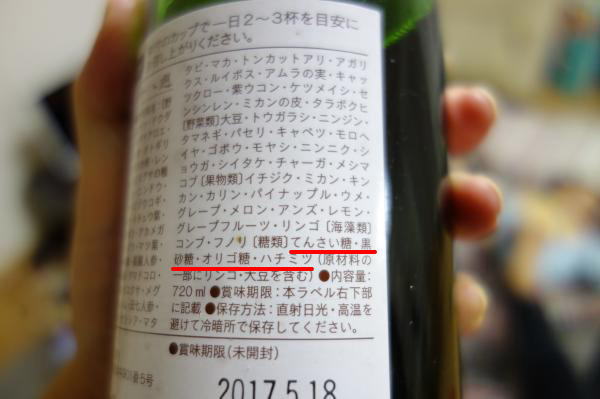 のカップで一日2〜3杯を目安に
し上がりください。
タビ・マカ・トンカットアリ・アガリ
クス・ルイボス・アムラの実・キャッ
ツクロー・紫ウコン・ケツメイシ・セ
ンシンレン・ミカンの皮・タラボクヒ
〔野菜類〕大豆・トウガラシ・ニンジン・
タマネギ・パセリ・キャベツ・モロヘ
イヤ・ゴボウ・モヤシ・ニンニク・シ
ョウガ・シイタケ・チャーガ・メシマ
コブ〔果物類〕イチジク・ミカン・キン
カン・カリン・パイナップル・ウメ・
グレープ・メロン・アンズ・レモン・
グレープフルーツ・リンゴ〔海藻類〕
コンブ・フノリ〔糖類〕てんさい糖・黒
砂糖・オリゴ糖・ハチミツ(原材料の
一部にリンゴ・大豆を含む)●内容量:
720ml●賞味期限:本ラベル右下部
に記載●保存方法:直射日光・高温を
避けて冷暗所で保存してください。
●賞味期限(未開封)
2017.5.18